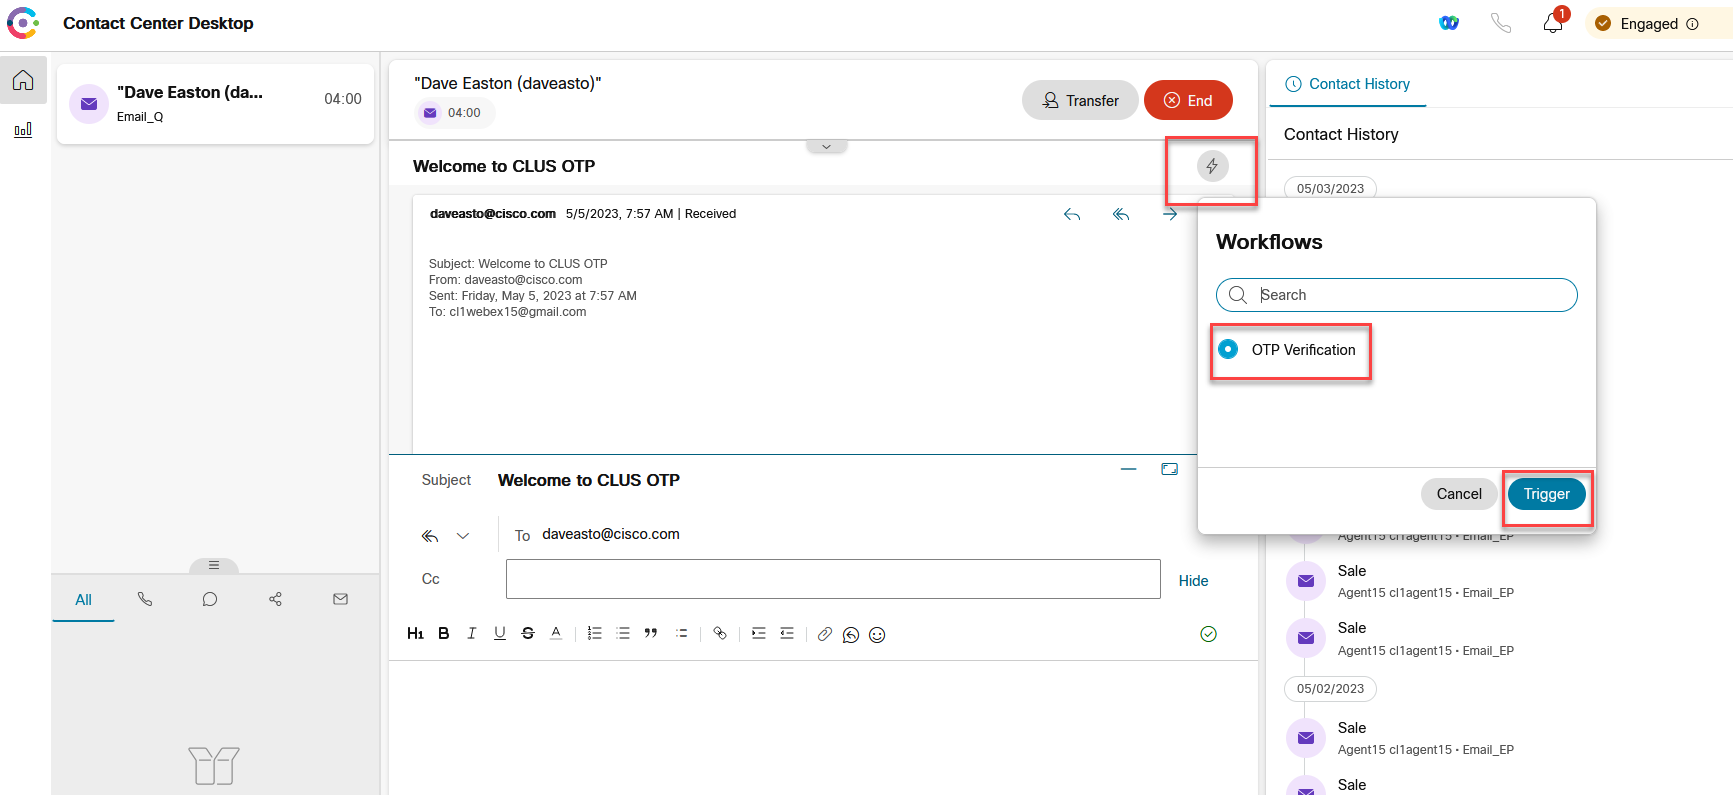 Contact Center Desktop
1
Engaged
"Dave Easton (da...
Email_Q
04:00
"Dave Easton (daveasto)"
04:00
Transfer
End
Welcome to CLUS OTP
daveasto@cisco.com 5/5/2023, 7:57 AM | Received
Subject: Welcome to CLUS OTP
From: daveasto@cisco.com
Sent: Friday, May 5, 2023 at 7:57 AM
To: cl1webex15@gmail.com
Subject Welcome to CLUS OTP
To daveasto@cisco.com
Cc
Hide
H1 B I U S A
All
Contact History
Contact History
05/03/2023
Workflows
Search
OTP Verification
Cancel
Trigger
Agent15 cl1agent15 • Email_EP
Sale
Agent15 cl1agent15 • Email_EP
Sale
Agent15 cl1agent15 • Email_EP
05/02/2023
Sale
Agent15 cl1agent15 • Email_EP
Sale